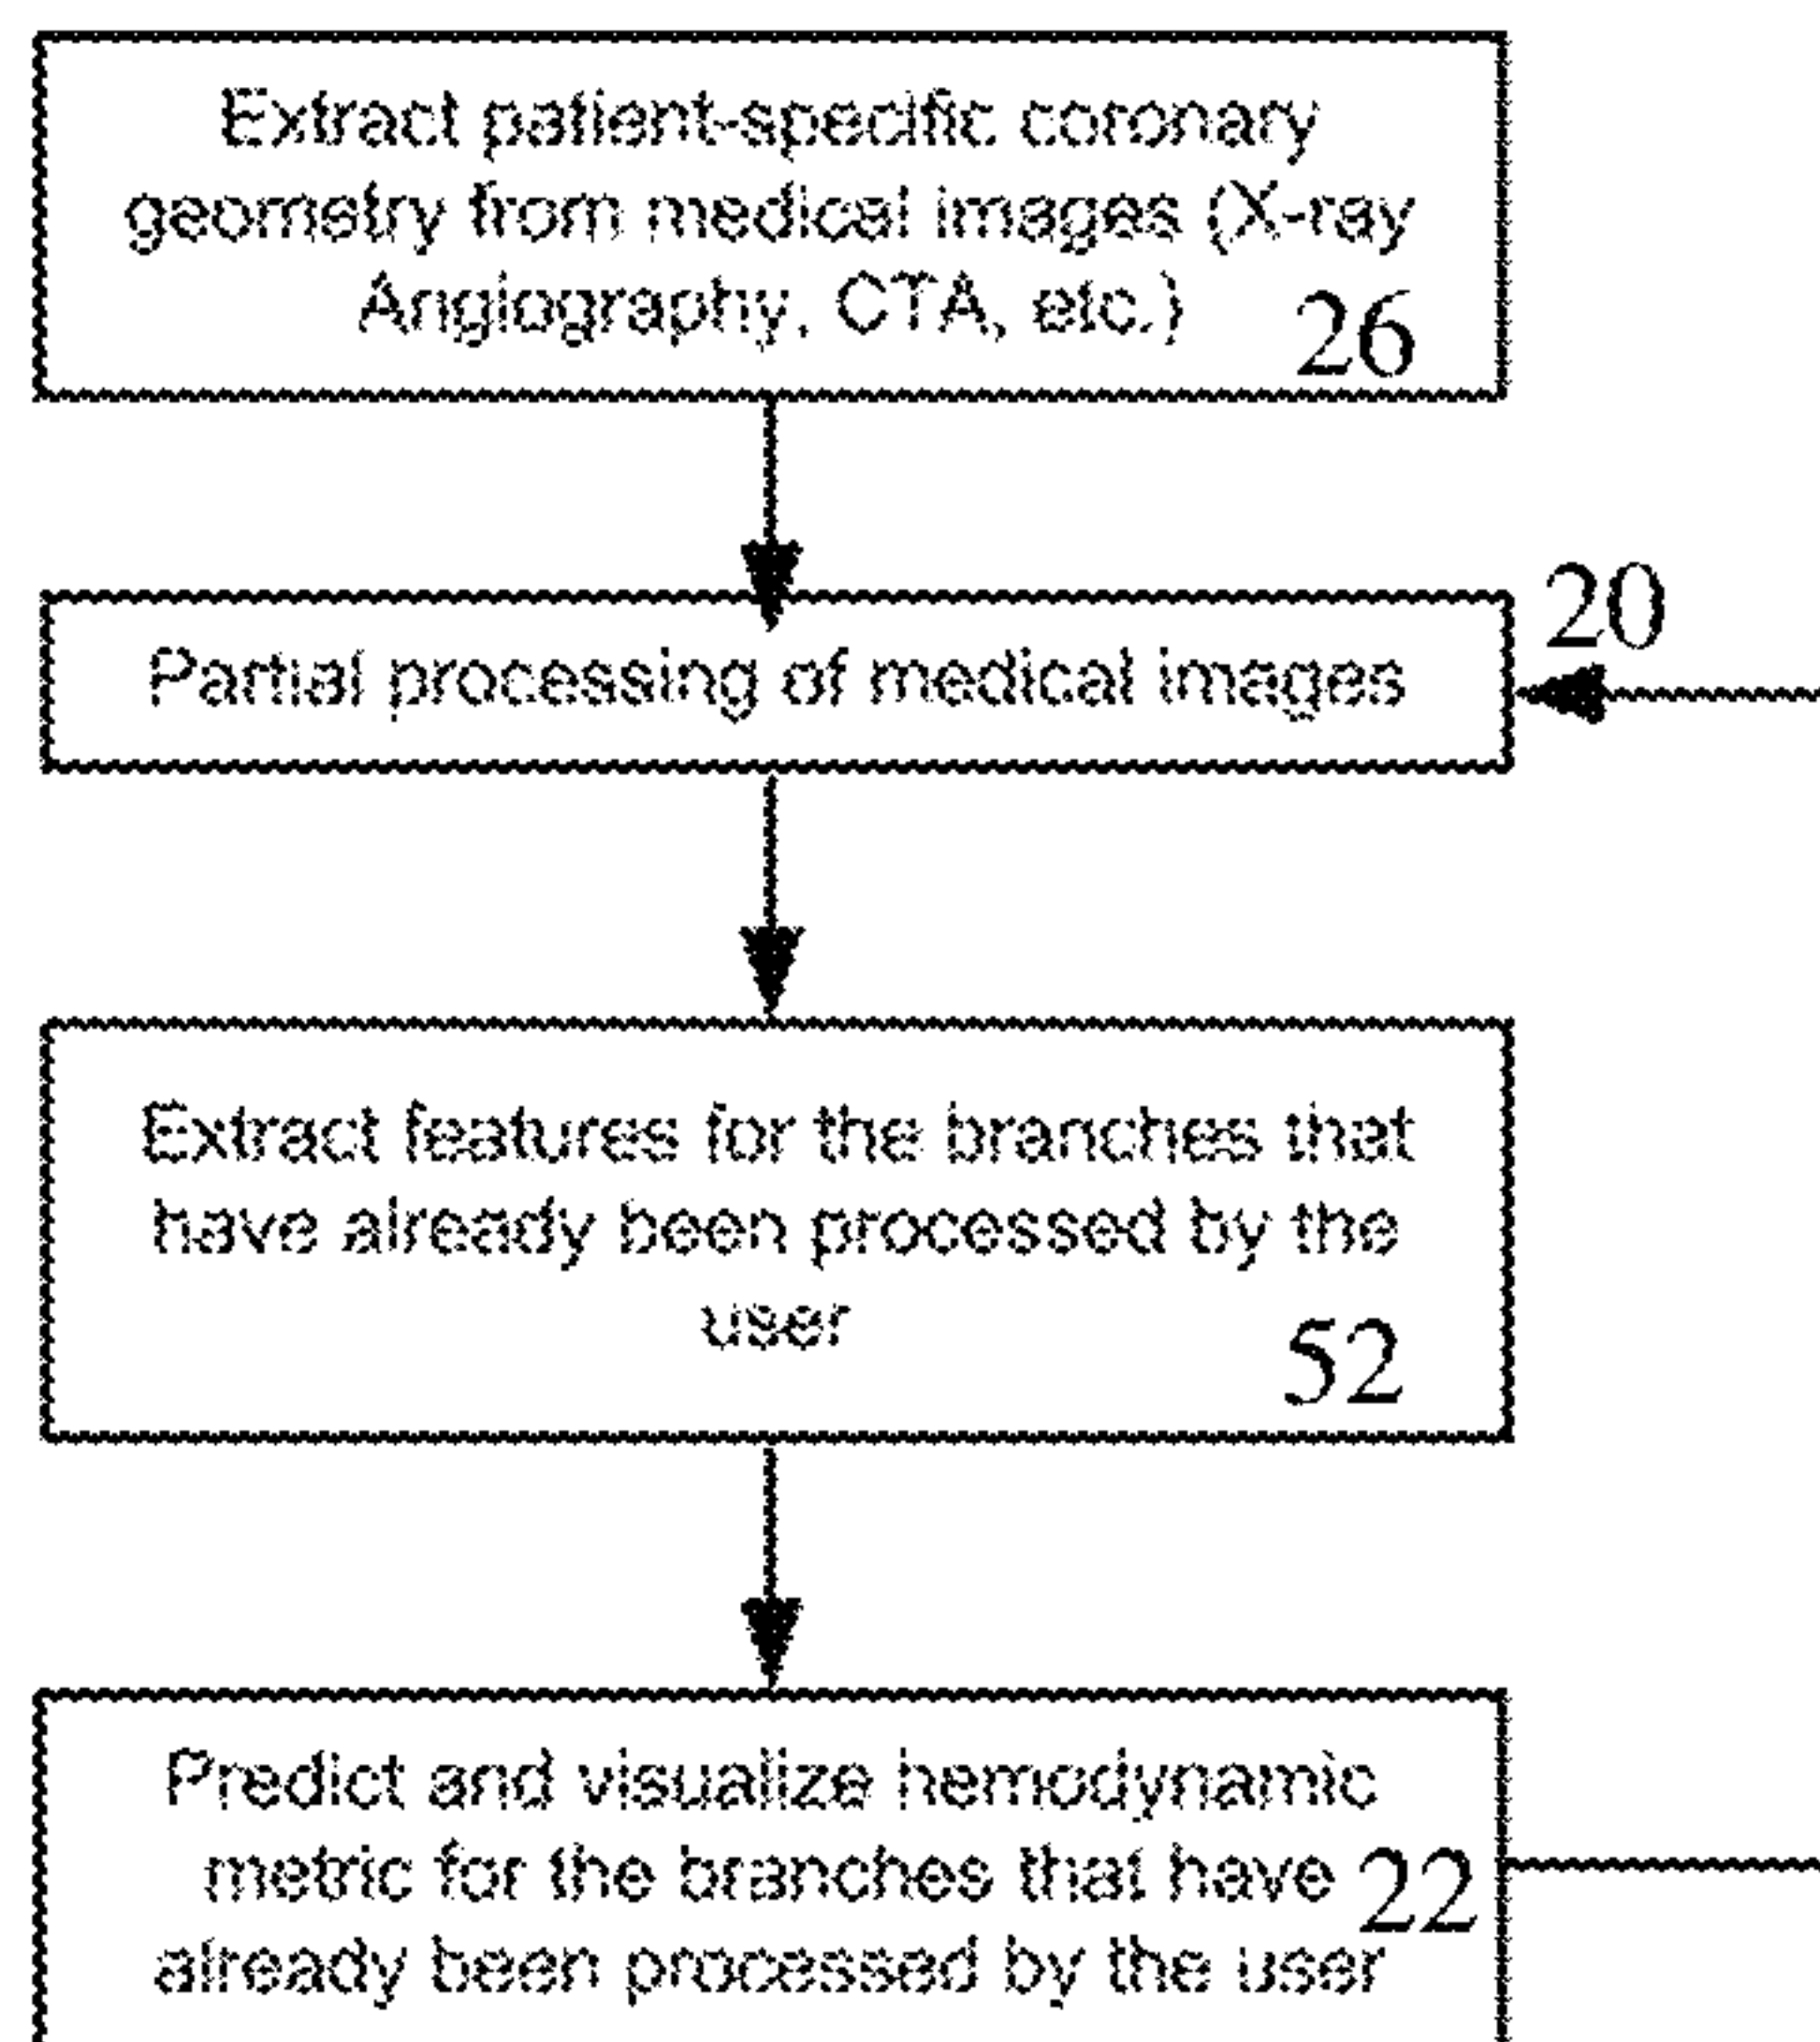 Extract patient-specific coronary
geometry from medical images (X-ray
Angiography, CTA, etc.)
26
20
Partial processing of medical images
Extract features for the branches that
have already been processed by the
user
52
Predict and visualize hemodynamic
metric for the branches that have
22
already been processed by the user